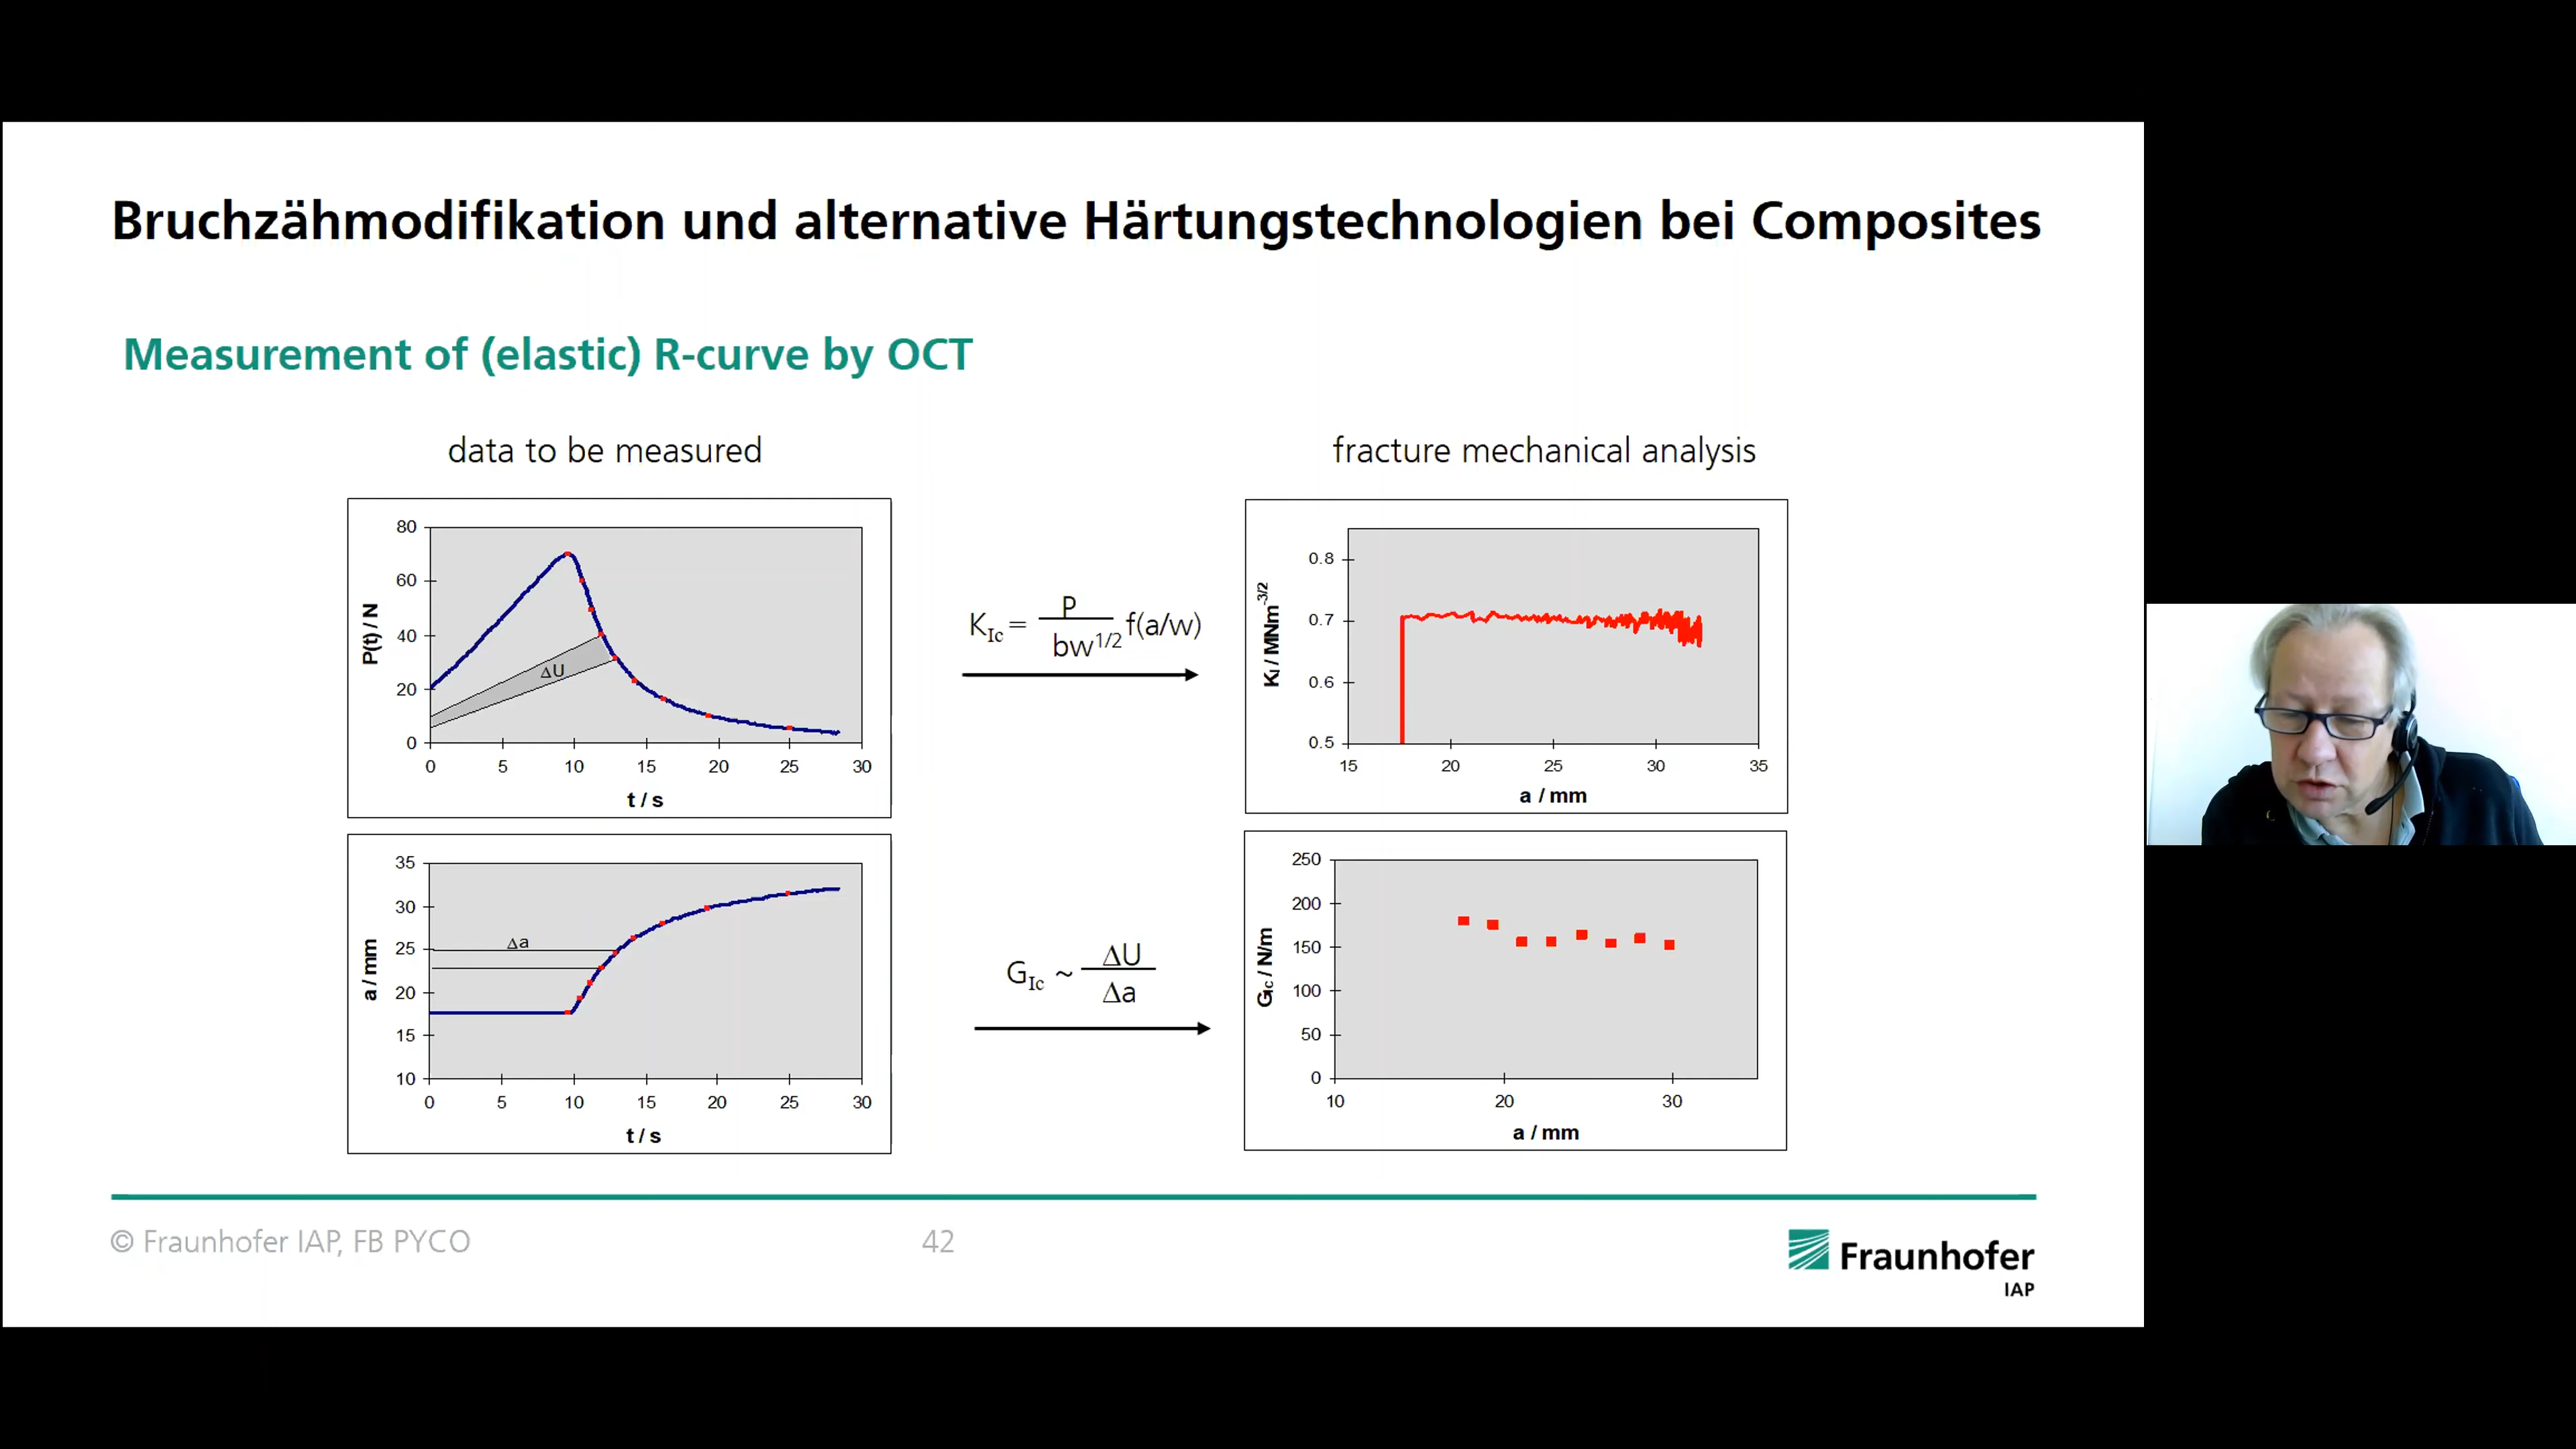 Bruchzähmodifikation und alternative Härtungstechnologien bei Composites
Measurement of (elastic) R-curve by OCT
data to be measured
fracture mechanical analysis
80
60
40
20
0
P(t) / N
ΔU
0 5 10 15 20 25 30
t / s
K_Ic = P / bw^1/2 f(a/w)
0.8
0.7
0.6
0.5
K_I / MNm^-3/2
15 20 25 30 35
a / mm
35
30
25
20
15
10
a / mm
Δa
0 5 10 15 20 25 30
t / s
G_Ic ~ ΔU / Δa
250
200
150
100
50
0
G_Ic / N/m
10 20 30
a / mm
© Fraunhofer IAP, FB PYCO
42
Fraunhofer
IAP